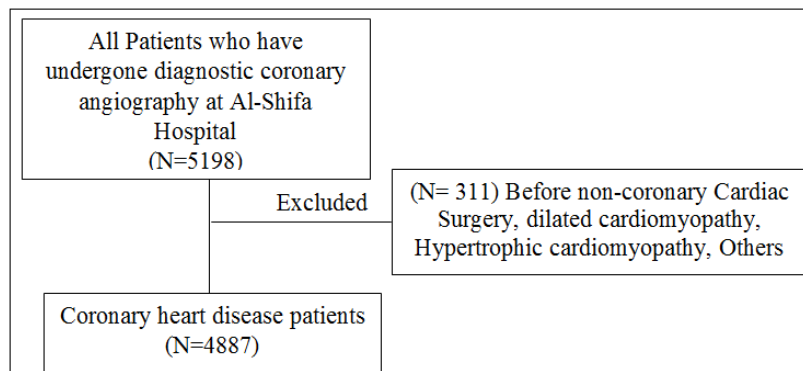 All Patients who have
undergone diagnostic coronary
angiography at Al-Shifa
Hospital
(N=5198)
Excluded
(N= 311) Before non-coronary Cardiac
Surgery, dilated cardiomyopathy,
Hypertrophic cardiomyopathy, Others
Coronary heart disease patients
(N=4887)